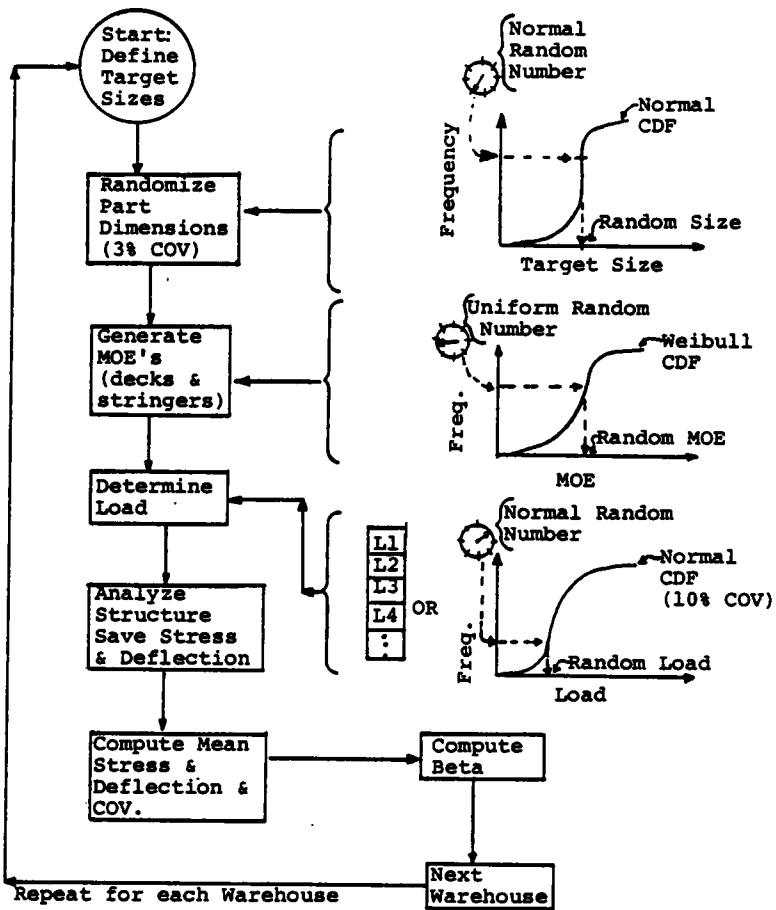 Start:
Define
Target
Sizes
Normal
Random
Number
Normal
CDF
Frequency
Random Size
Target Size
Randomize
Part
Dimensions
(3% COV)
Uniform Random
Number
Weibull
CDF
Freq.
Random MOE
MOE
Generate
MOE's
(decks &
stringers)
Determine
Load
L1
L2
L3
L4
:
OR
Normal Random
Number
Normal
CDF
(10% COV)
Freq.
Random Load
Load
Analyze
Structure
Save Stress
& Deflection
Compute Mean
Stress &
Deflection &
COV.
Compute
Beta
Next
Warehouse
Repeat for each Warehouse